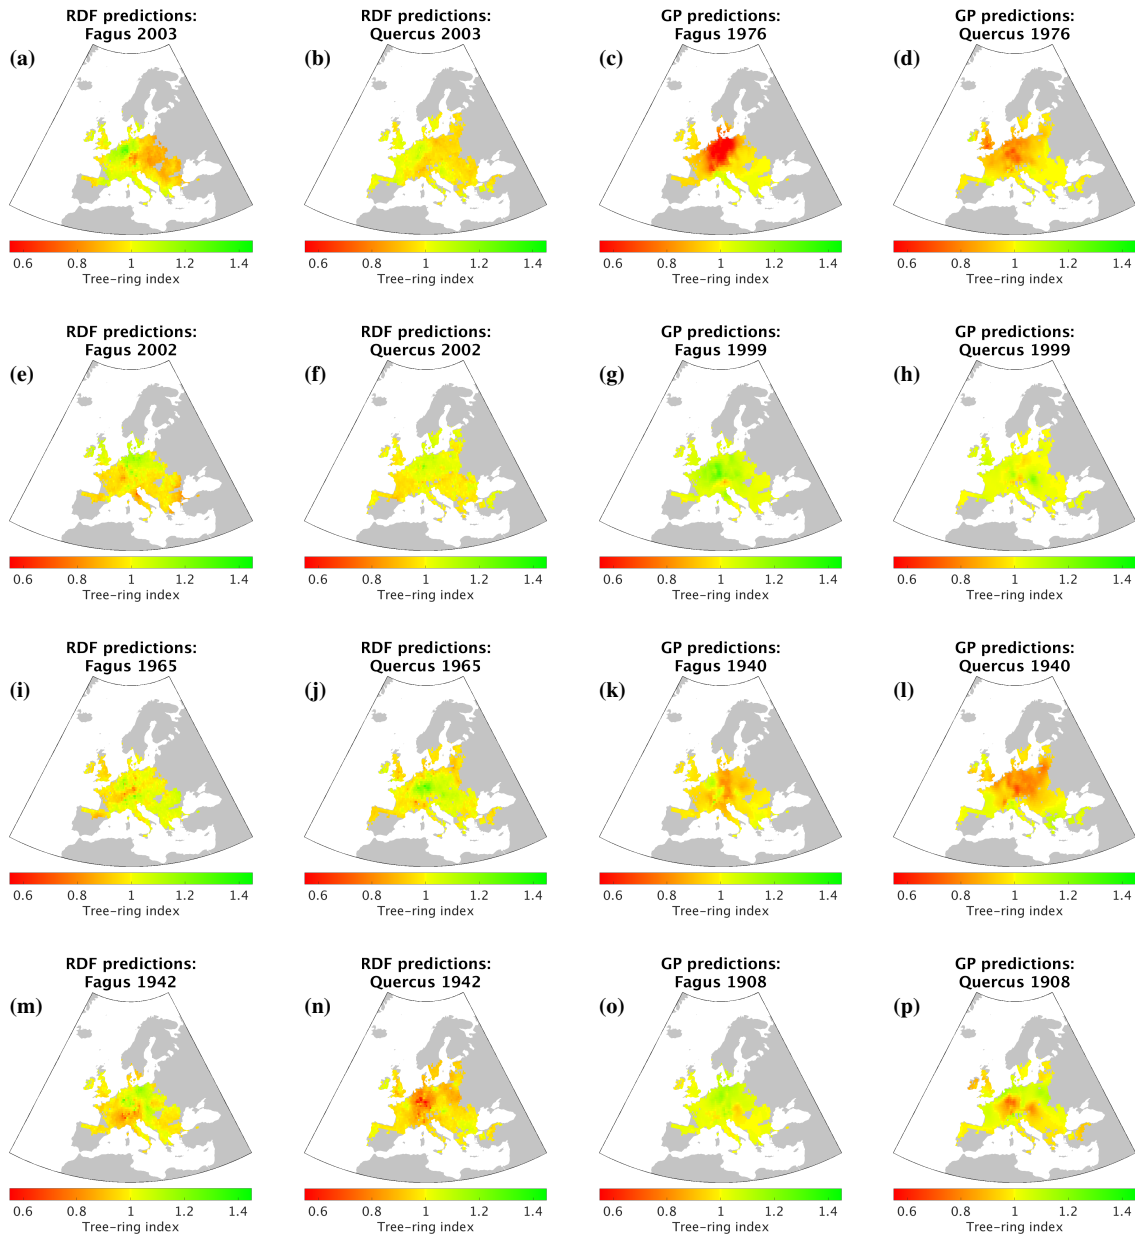 RDF predictions:
Fagus 2003
(a)
0.6 0.8 1 1.2 1.4
Tree-ring index
RDF predictions:
Quercus 2003
(b)
0.6 0.8 1 1.2 1.4
Tree-ring index
GP predictions:
Fagus 1976
(c)
0.6 0.8 1 1.2 1.4
Tree-ring index
GP predictions:
Quercus 1976
(d)
0.6 0.8 1 1.2 1.4
Tree-ring index
RDF predictions:
Fagus 2002
(e)
0.6 0.8 1 1.2 1.4
Tree-ring index
RDF predictions:
Quercus 2002
(f)
0.6 0.8 1 1.2 1.4
Tree-ring index
GP predictions:
Fagus 1999
(g)
0.6 0.8 1 1.2 1.4
Tree-ring index
GP predictions:
Quercus 1999
(h)
0.6 0.8 1 1.2 1.4
Tree-ring index
RDF predictions:
Fagus 1965
(i)
0.6 0.8 1 1.2 1.4
Tree-ring index
RDF predictions:
Quercus 1965
(j)
0.6 0.8 1 1.2 1.4
Tree-ring index
GP predictions:
Fagus 1940
(k)
0.6 0.8 1 1.2 1.4
Tree-ring index
GP predictions:
Quercus 1940
(l)
0.6 0.8 1 1.2 1.4
Tree-ring index
RDF predictions:
Fagus 1942
(m)
0.6 0.8 1 1.2 1.4
Tree-ring index
RDF predictions:
Quercus 1942
(n)
0.6 0.8 1 1.2 1.4
Tree-ring index
GP predictions:
Fagus 1908
(o)
0.6 0.8 1 1.2 1.4
Tree-ring index
GP predictions:
Quercus 1908
(p)
0.6 0.8 1 1.2 1.4
Tree-ring index